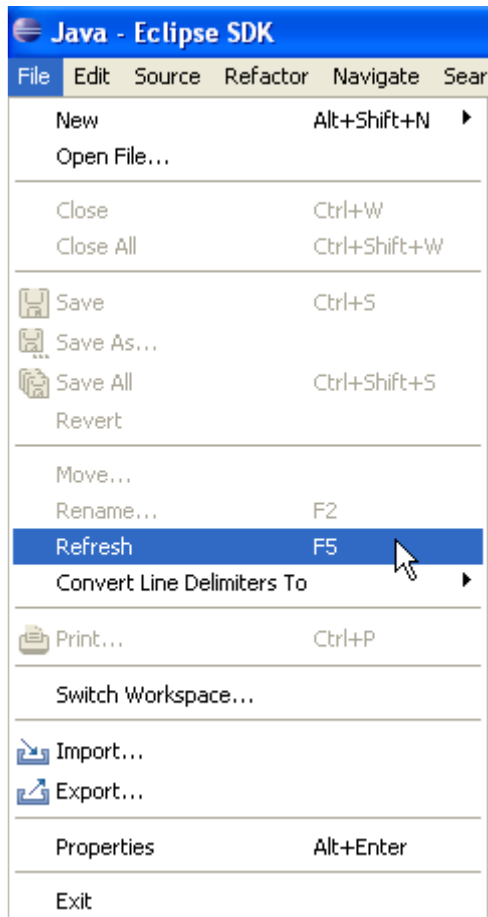 Java - Eclipse SDK
File Edit Source Refactor Navigate Sear
New Alt+Shift+N
Open File...
Close Ctrl+W
Close All Ctrl+Shift+W
Save Ctrl+S
Save As...
Save All Ctrl+Shift+S
Revert
Move...
Rename... F2
Refresh F5
Convert Line Delimiters To
Print... Ctrl+P
Switch Workspace...
Import...
Export...
Properties Alt+Enter
Exit